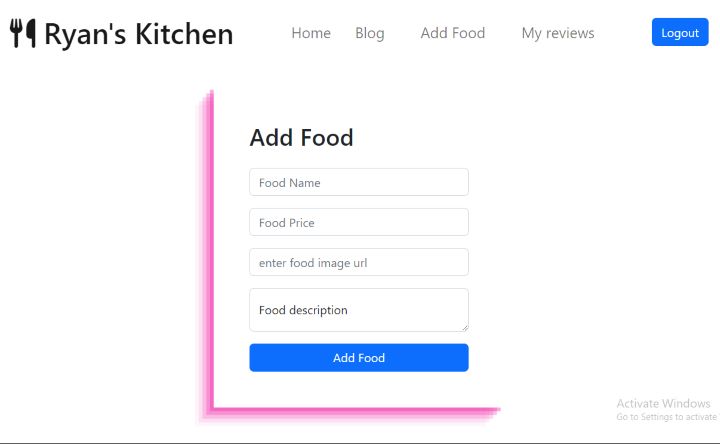 Ryan's Kitchen
Home Blog Add Food My reviews Logout
Add Food
Food Name
Food Price
enter food image url
Food description
Add Food
Activate Windows
Go to Settings to activate